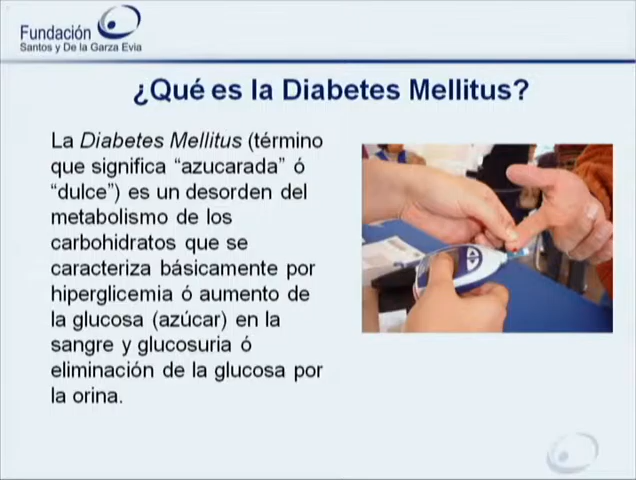 Fundación
Santos y De la Garza Evia
¿Qué es la Diabetes Mellitus?
La Diabetes Mellitus (término
que significa “azucarada” ó
“dulce”) es un desorden del
metabolismo de los
carbohidratos que se
caracteriza básicamente por
hiperglicemia ó aumento de
la glucosa (azúcar) en la
sangre y glucosuria ó
eliminación de la glucosa por
la orina.